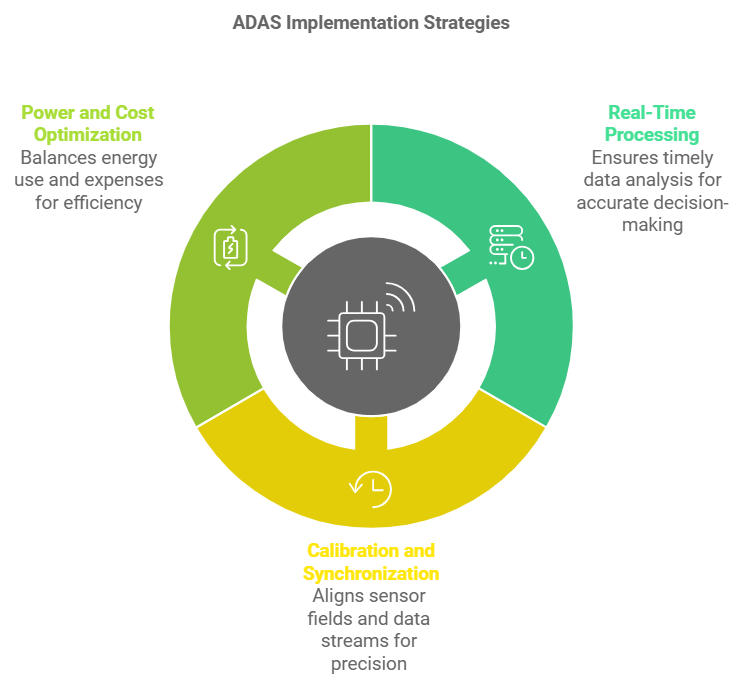 ADAS Implementation Strategies
Power and Cost
Optimization
Balances energy
use and expenses
for efficiency
Real-Time
Processing
Ensures timely
data analysis for
accurate decision-
making
Calibration and
Synchronization
Aligns sensor
fields and data
streams for
precision